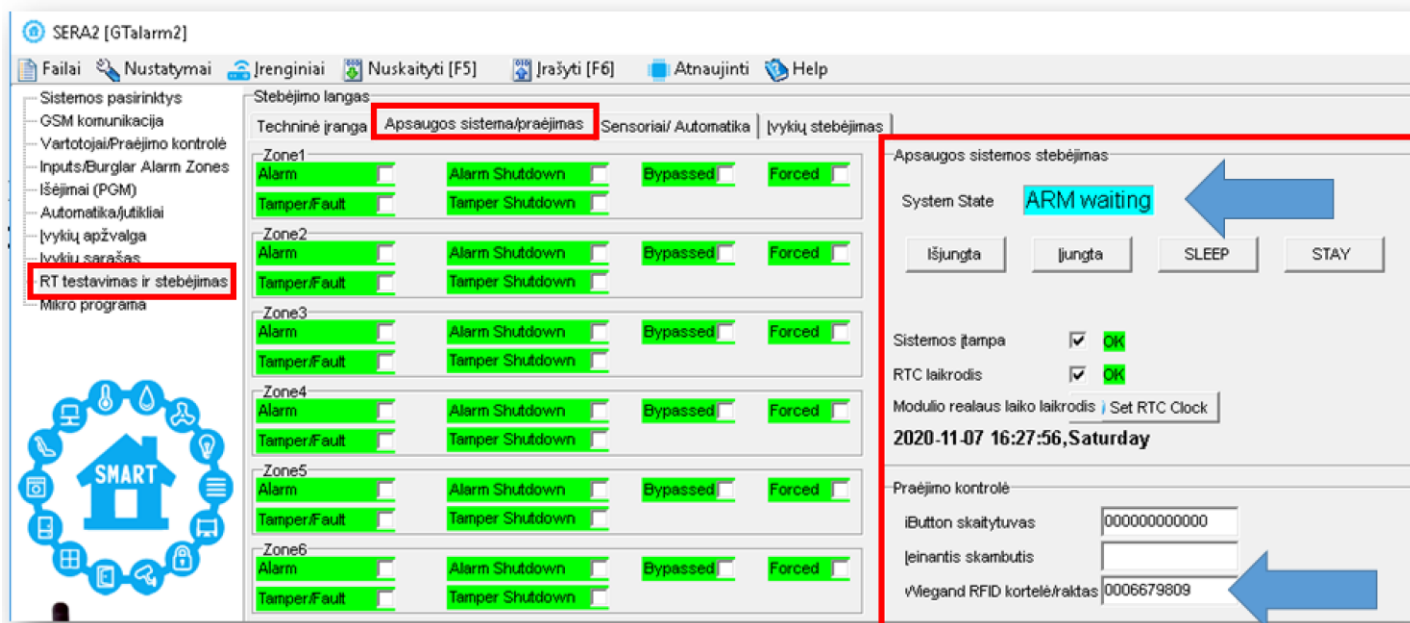 SERA2 [GTalarm2]
Failai Nustatymai Įrenginiai Nuskaityti [F5] Įrašyti [F6] Atnaujinti Help
Sistemos pasirinktys
GSM komunikacija
Vartotojai/Praėjimo kontrolė
Inputs/Burglar Alarm Zones
Išėjimai (PGM)
Automatika/jutikliai
Įvykių apžvalga
Įvykių sąrašas
RT testavimas ir stebėjimas
Mikro programa
SMART
Stebėjimo langas
Techninė įranga Apsaugos sistema/praėjimas Sensoriai/ Automatika Įvykių stebėjimas
Zone1
Alarm Alarm Shutdown Bypassed Forced
Tamper/Fault Tamper Shutdown
Zone2
Alarm Alarm Shutdown Bypassed Forced
Tamper/Fault Tamper Shutdown
Zone3
Alarm Alarm Shutdown Bypassed Forced
Tamper/Fault Tamper Shutdown
Zone4
Alarm Alarm Shutdown Bypassed Forced
Tamper/Fault Tamper Shutdown
Zone5
Alarm Alarm Shutdown Bypassed Forced
Tamper/Fault Tamper Shutdown
Zone6
Alarm Alarm Shutdown Bypassed Forced
Tamper/Fault Tamper Shutdown
Apsaugos sistemos stebėjimas
System State ARM waiting
Išjungta Įjungta SLEEP STAY
Sistemos įtampa OK
RTC laikrodis OK
Modulio realaus laiko laikrodis ) Set RTC Clock
2020-11-07 16:27:56,Saturday
Praėjimo kontrolė
iButton skaitytuvas 000000000000
Įeinantis skambutis
Wiegand RFID kortelė/raktas 0006679809